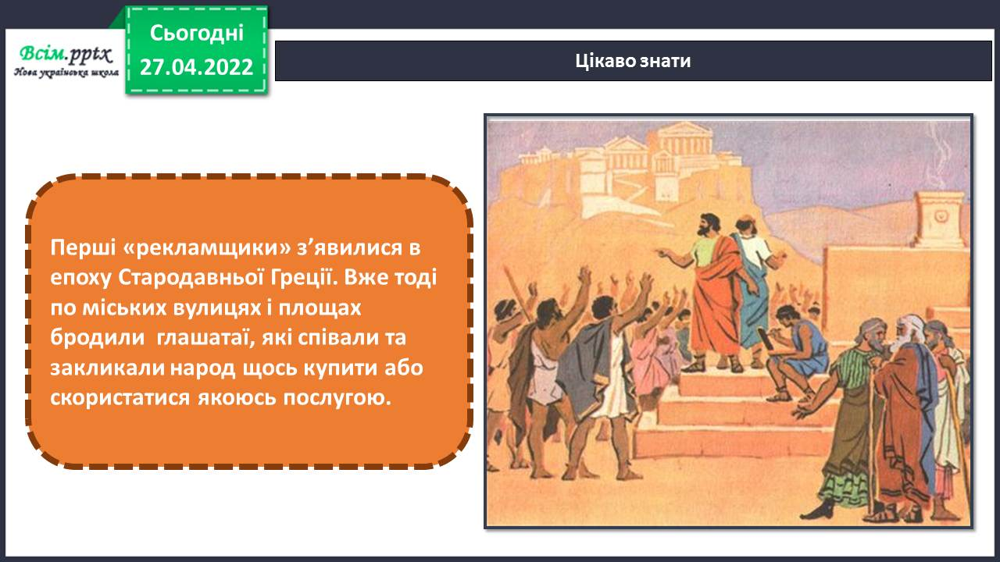 Всім.pptx
Нова українська школа
Сьогодні
27.04.2022
Цікаво знати
Перші «рекламщики» з’явилися в
епоху Стародавньої Греції. Вже тоді
по міських вулицях і площах
бродили глашатаї, які співали та
закликали народ щось купити або
скористатися якоюсь послугою.